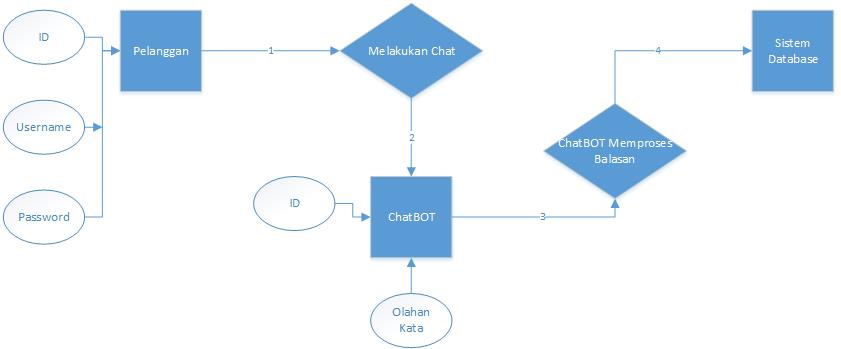 ID
Pelanggan
1
Melakukan Chat
4
Sistem
Database
Username
2
ChatBOT Memproses
Balasan
Password
ID
ChatBOT
3
Olahan
Kata